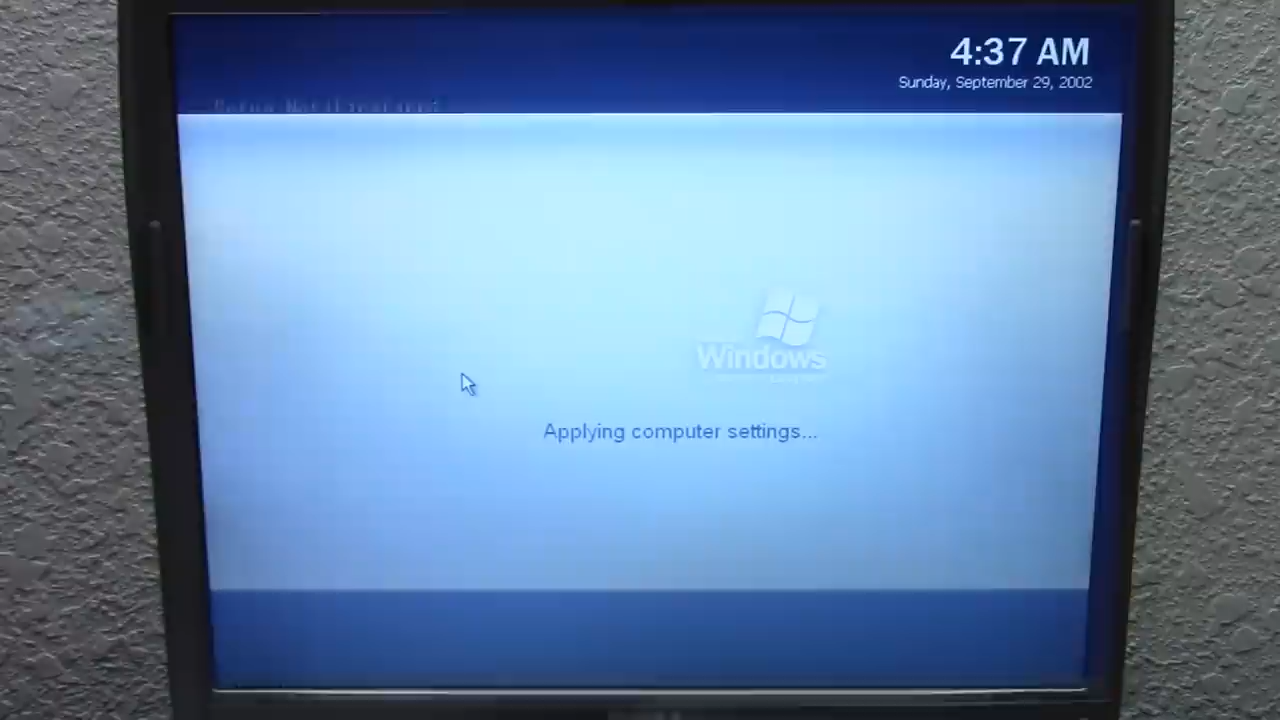 4:37 AM
Sunday, September 29, 2002
Windows
Applying computer settings...